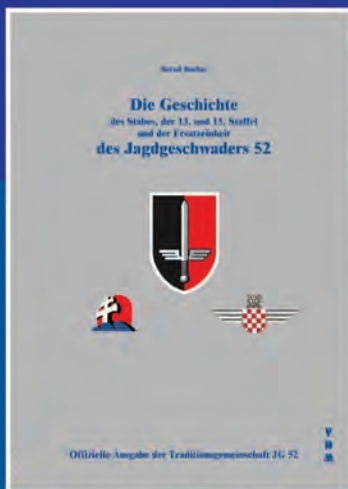 Bernd Barbas
Die Geschichte
des Stabes, der 13. und 15. Staffel
und der Ersatzeinheit
des Jagdgeschwaders 52
Offizielle Ausgabe der Traditionsgemeinschaft JG 52